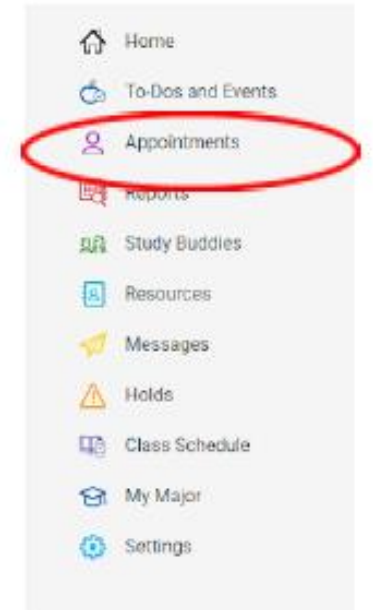 Home
To-Dos and Events
Appointments
Reports
Study Buddies
Resources
Messages
Holds
Class Schedule
My Major
Settings